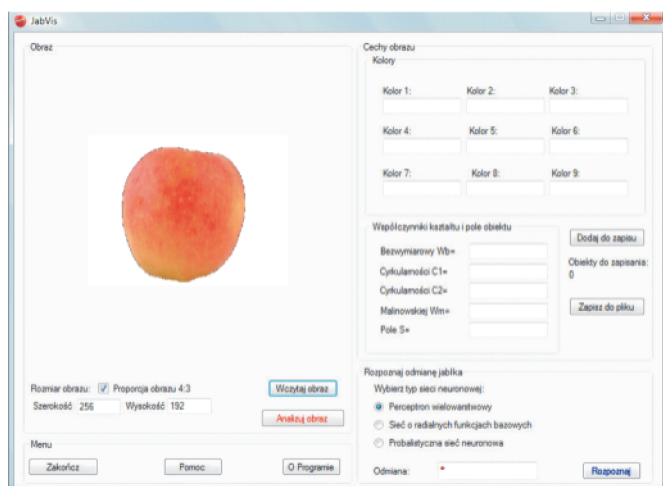 JabVis
Obraz
Rozmiar obrazu: Proporcja obrazu 4:3
Szerokość 256 Wysokość 192
Wczytaj obraz
Analizuj obraz
Menu
Zakończ Pomoc O Programie
Cechy obrazu
Kolory
Kolor 1: Kolor 2: Kolor 3:
Kolor 4: Kolor 5: Kolor 6:
Kolor 7: Kolor 8: Kolor 9:
Współczynniki kształtu i pole obiektu
Bezwymiarowy Wb=
Cyrkularności C1=
Cyrkularności C2=
Malinowskiej Wm=
Pole S=
Dodaj do zapisu
Obiekty do zapisania:
0
Zapisz do pliku
Rozpoznaj odmianę jabłka
Wybierz typ sieci neuronowej:
Perceptron wielowarstwowy
Sieć o radialnych funkcjach bazowych
Probalistyczna sieć neuronowa
Odmiana: * Rozpoznaj